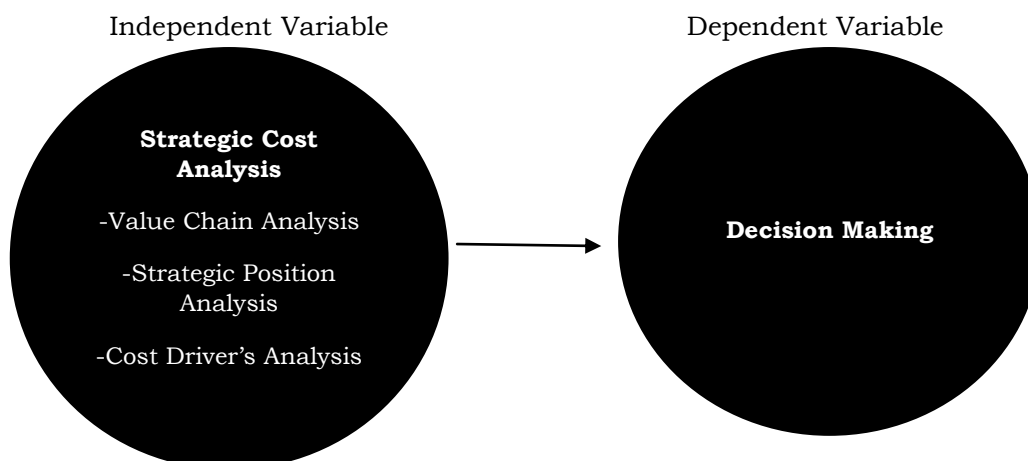 Independent Variable
Dependent Variable
Strategic Cost
Analysis
-Value Chain Analysis
-Strategic Position
Analysis
-Cost Driver’s Analysis
Decision Making